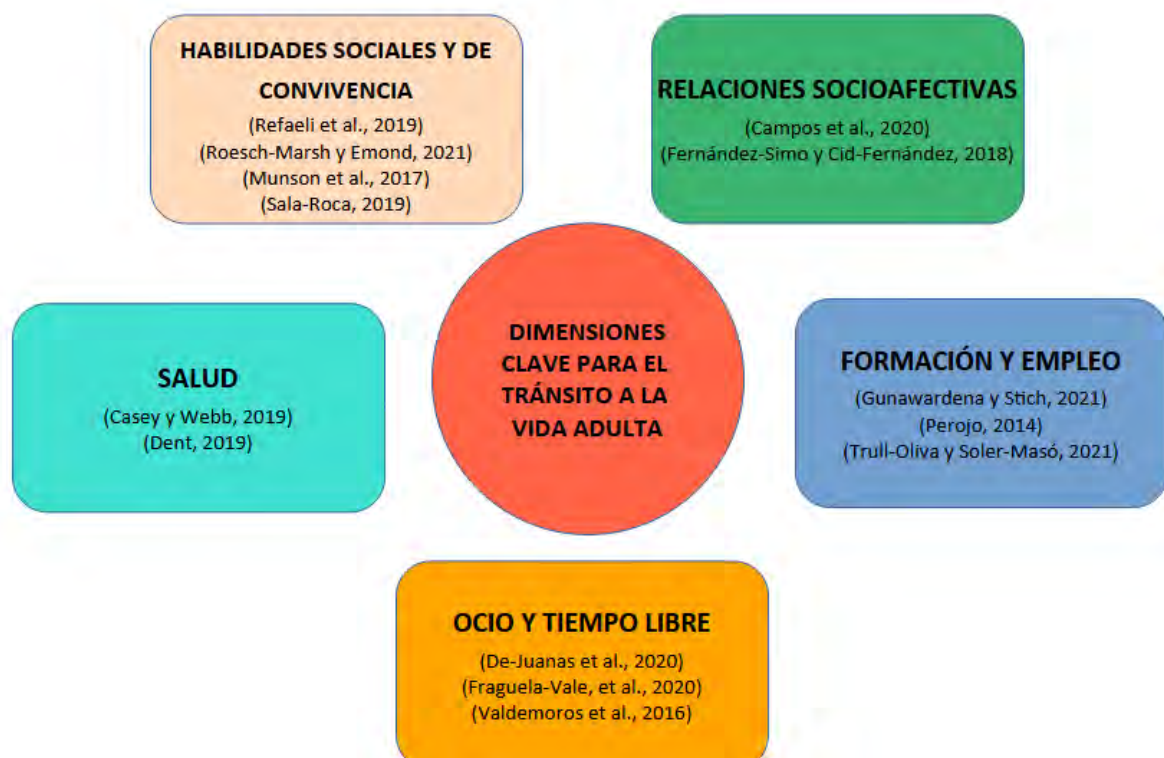 HABILIDADES SOCIALES Y DE
CONVIVENCIA
(Refaeli et al., 2019)
(Roesch-Marsh y Emond, 2021)
(Munson et al., 2017)
(Sala-Roca, 2019)
RELACIONES SOCIOAFECTIVAS
(Campos et al., 2020)
(Fernández-Simo y Cid-Fernández, 2018)
DIMENSIONES
CLAVE PARA EL
TRÁNSITO A LA
VIDA ADULTA
SALUD
(Casey y Webb, 2019)
(Dent, 2019)
FORMACIÓN Y EMPLEO
(Gunawardena y Stich, 2021)
(Perojo, 2014)
(Trull-Oliva y Soler-Masó, 2021)
OCIO Y TIEMPO LIBRE
(De-Juanas et al., 2020)
(Fraguela-Vale, et al., 2020)
(Valdemoros et al., 2016)